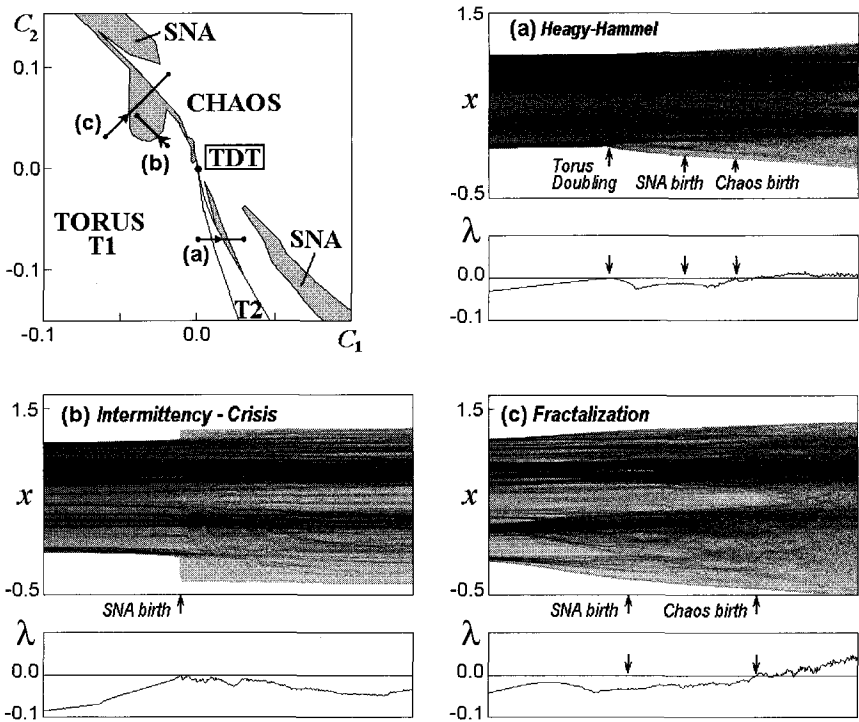 C₂
SNA
0.1
CHAOS
(c)
(b)
0.0
TDT
TORUS
T1
(a)
SNA
-0.1
T2
-0.1
0.0
C₁
0.1
1.5
(a) Heagy-Hammel
x
-0.5
Torus
Doubling
SNA birth
Chaos birth
λ
0.0
-0.1
(b) Intermittency - Crisis
1.5
x
-0.5
SNA birth
λ
0.0
-0.1
(c) Fractalization
1.5
x
-0.5
SNA birth
Chaos birth
λ
0.0
-0.1